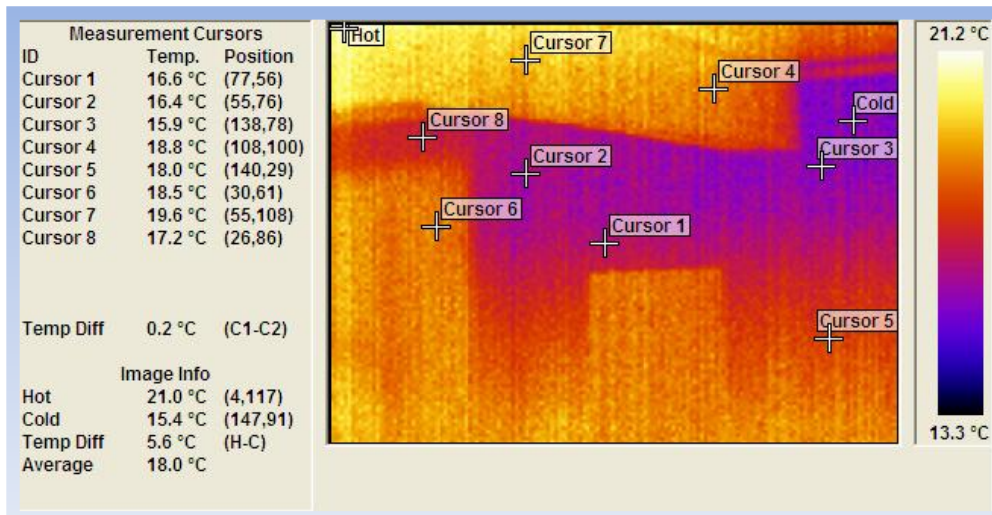 Measurement Cursors
ID Temp. Position
Cursor 1 16.6 °C (77,56)
Cursor 2 16.4 °C (55,76)
Cursor 3 15.9 °C (138,78)
Cursor 4 18.8 °C (108,100)
Cursor 5 18.0 °C (140,29)
Cursor 6 18.5 °C (30,61)
Cursor 7 19.6 °C (55,108)
Cursor 8 17.2 °C (26,86)
Temp Diff 0.2 °C (C1-C2)
Image Info
Hot 21.0 °C (4,117)
Cold 15.4 °C (147,91)
Temp Diff 5.6 °C (H-C)
Average 18.0 °C
Hot
Cursor 7
Cursor 4
Cold
Cursor 8
Cursor 3
Cursor 2
Cursor 6
Cursor 1
Cursor 5
21.2 °C
13.3 °C